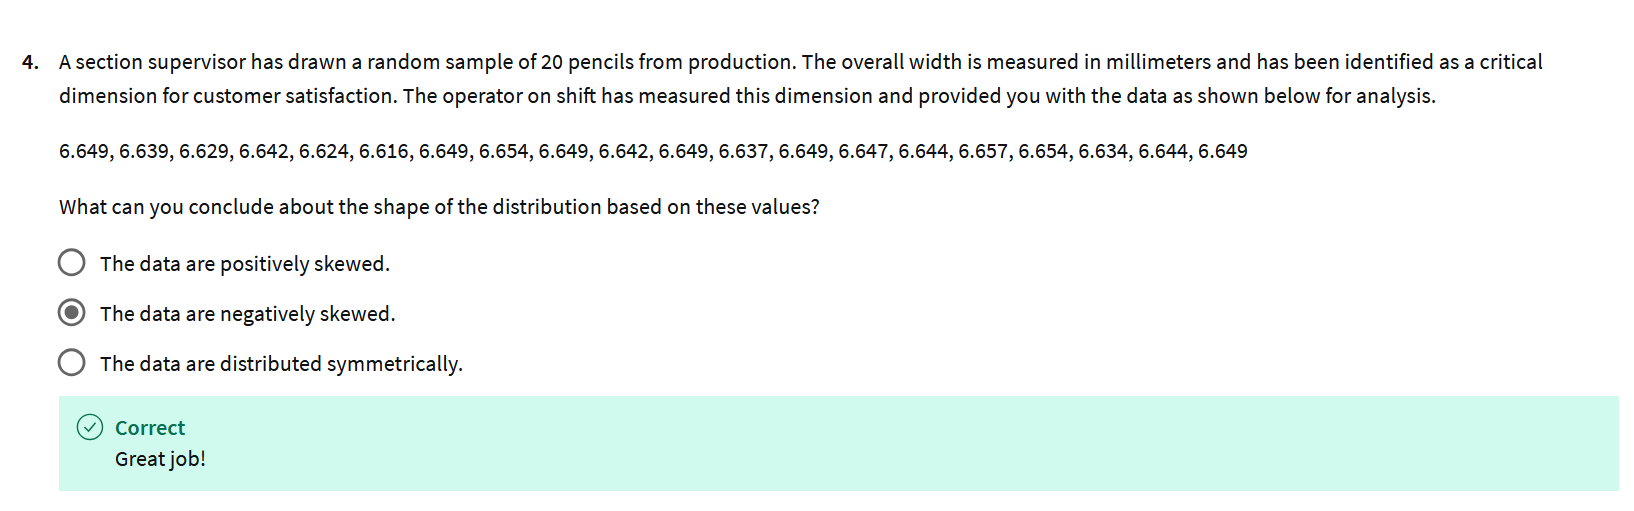 4. A section supervisor has drawn a random sample of 20 pencils from production. The overall width is measured in millimeters and has been identified as a critical
dimension for customer satisfaction. The operator on shift has measured this dimension and provided you with the data as shown below for analysis.
6.649, 6.639, 6.629, 6.642, 6.624, 6.616, 6.649, 6.654, 6.649, 6.642, 6.649, 6.637, 6.649, 6.647, 6.644, 6.657, 6.654, 6.634, 6.644, 6.649
What can you conclude about the shape of the distribution based on these values?
The data are positively skewed.
The data are negatively skewed.
The data are distributed symmetrically.
Correct
Great job!